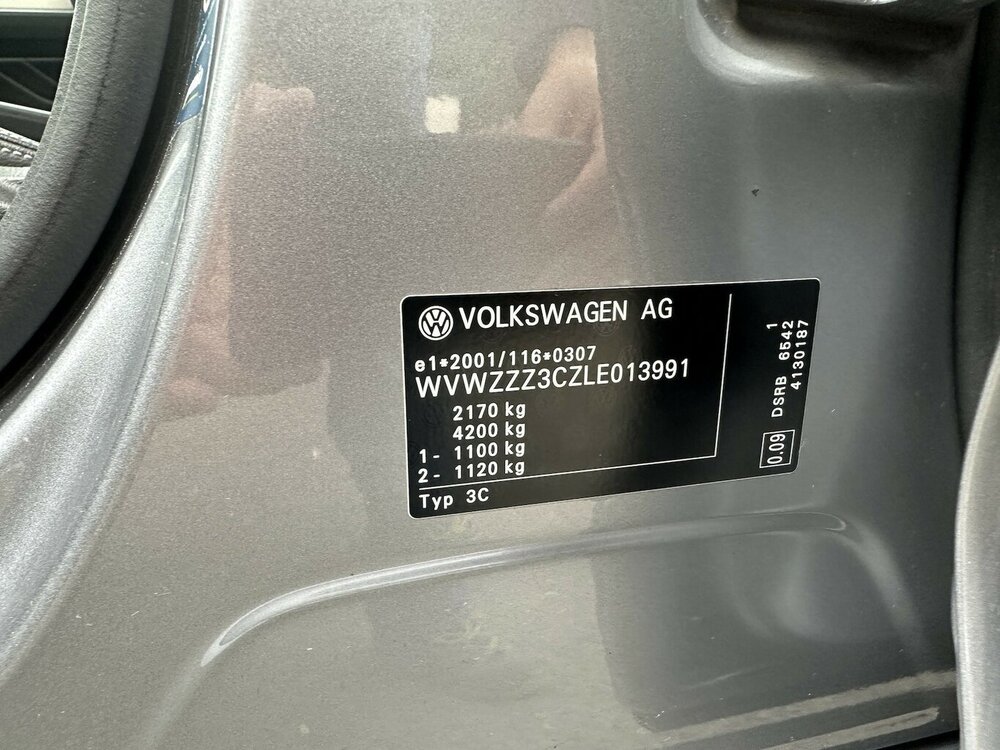 VOLKSWAGEN AG
e1*2001/116*0307
WVWZZZ3CZLE013991
2170 kg
4200 kg
1- 1100 kg
2- 1120 kg
Typ 3C
1
DSRB 6542
4130187
0.09